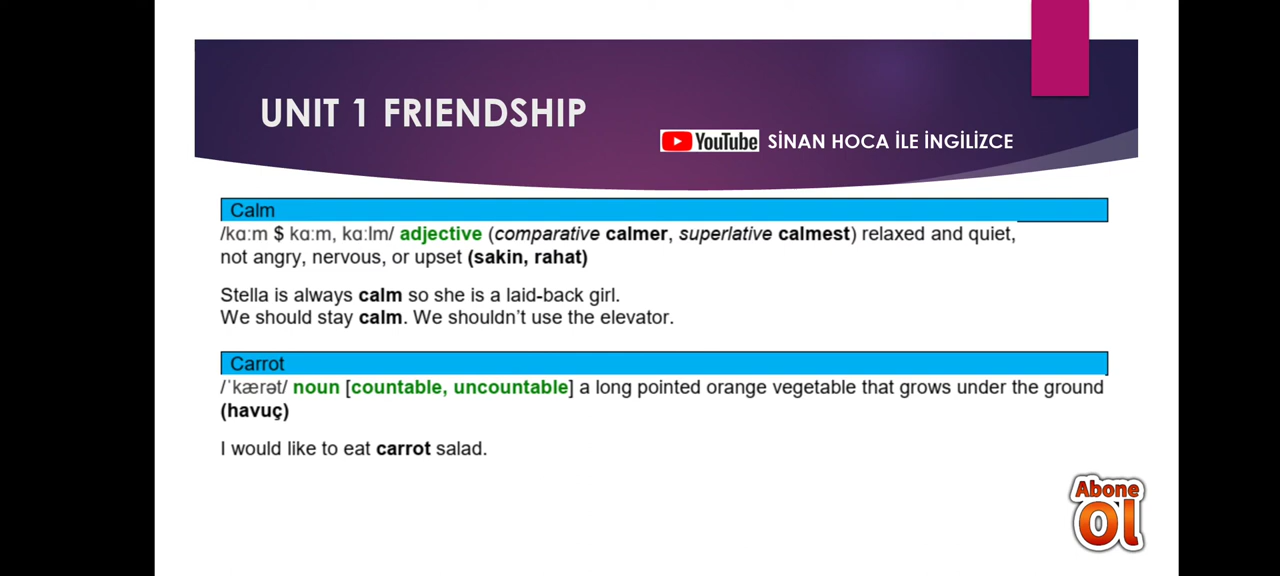 UNIT 1 FRIENDSHIP
YouTube SİNAN HOCA İLE İNGİLİZCE
Calm
/kɑːm $ kɑːm, kɑːlm/ adjective (comparative calmer, superlative calmest) relaxed and quiet,
not angry, nervous, or upset (sakin, rahat)
Stella is always calm so she is a laid-back girl.
We should stay calm. We shouldn't use the elevator.
Carrot
/ˈkærət/ noun [countable, uncountable] a long pointed orange vegetable that grows under the ground
(havuç)
I would like to eat carrot salad.
Abone
ol